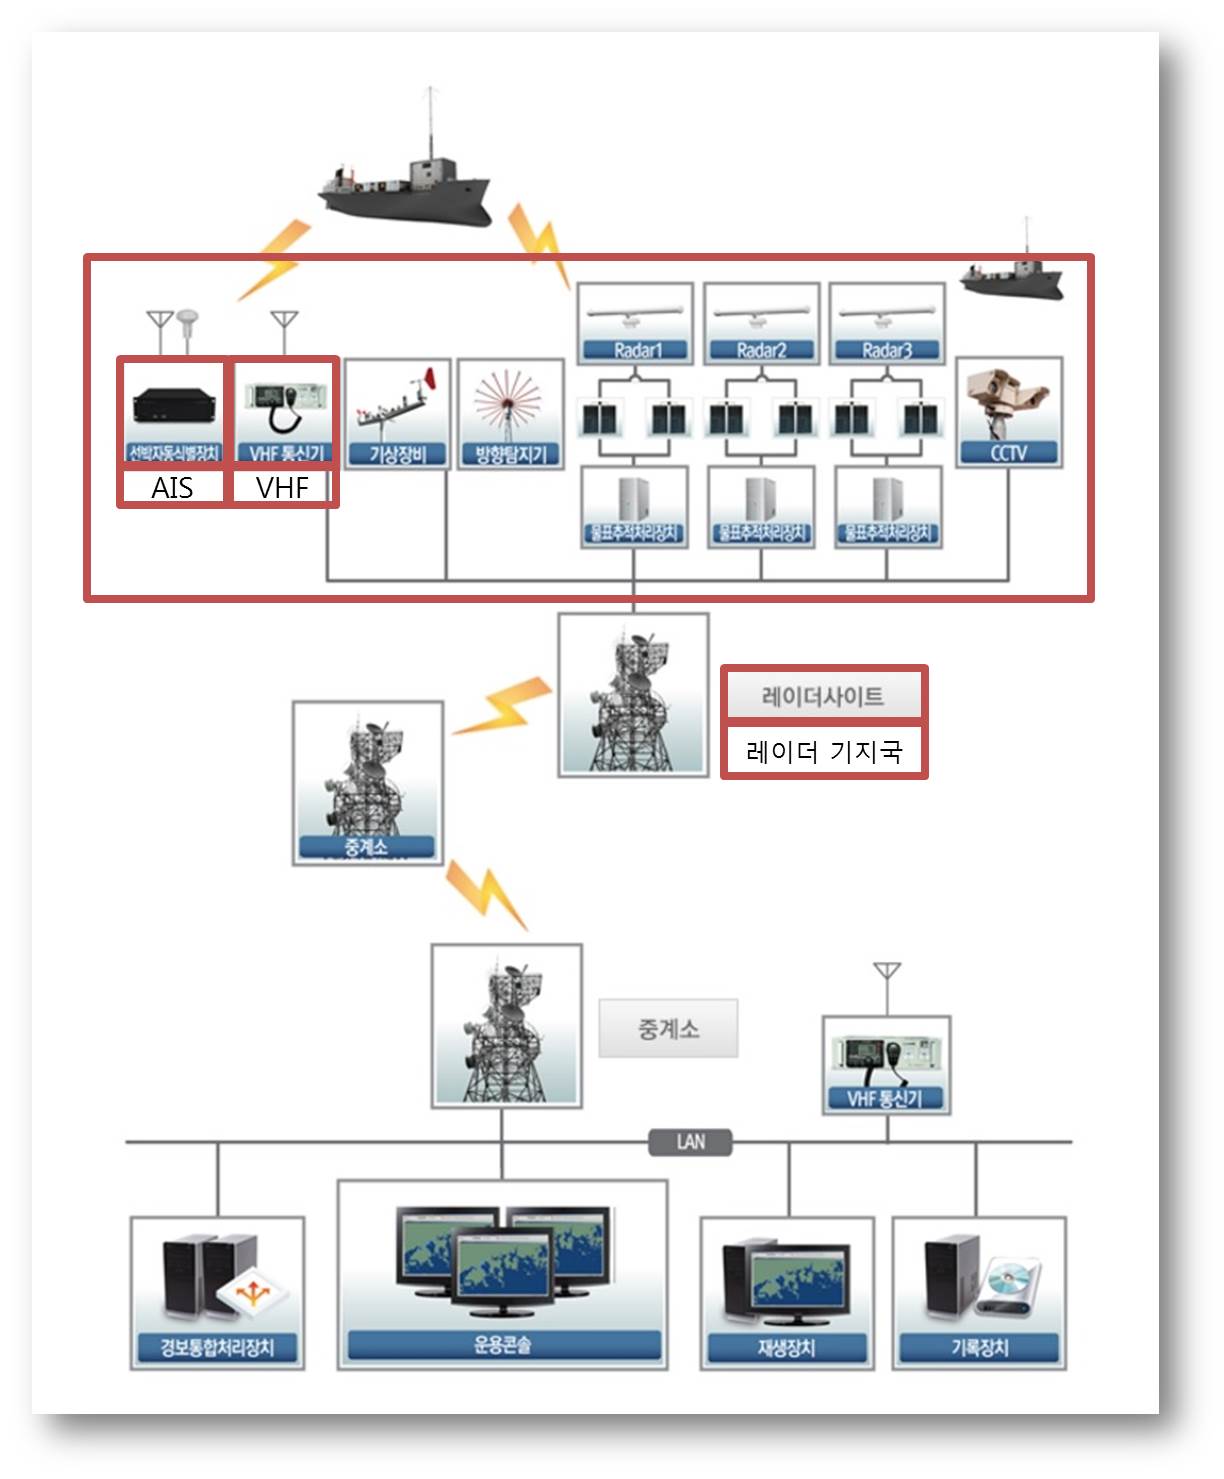 Radar1
Radar2
Radar3
선박자동식별장치
VHF 통신기
기상장비
방향탐지기
CCTV
AIS
VHF
물표추적처리장치
물표추적처리장치
물표추적처리장치
레이더사이트
레이더 기지국
중계소
중계소
VHF 통신기
LAN
경보통합처리장치
운용콘솔
재생장치
기록장치